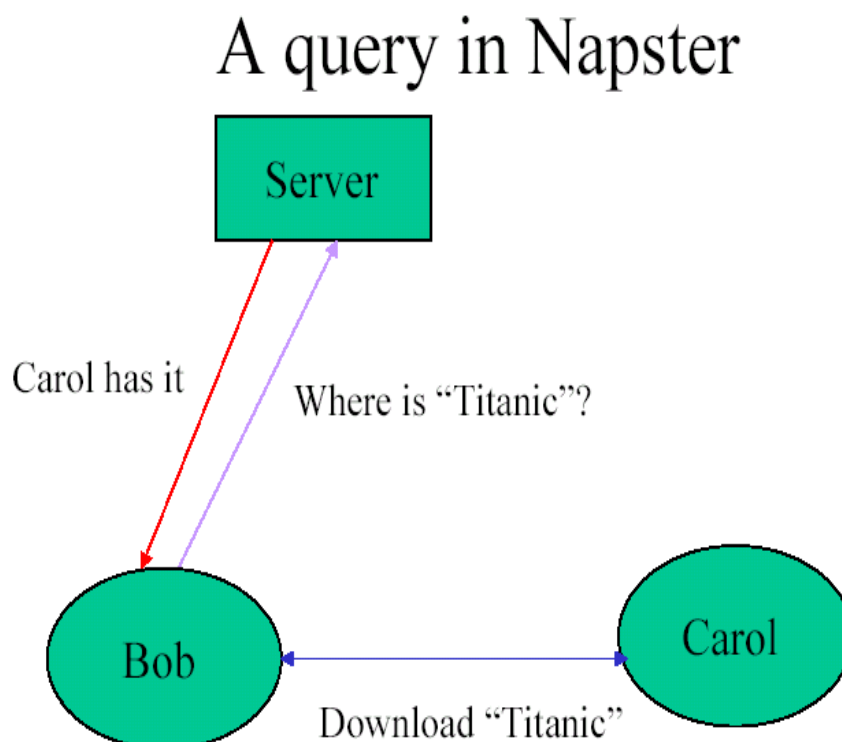 A query in Napster
Server
Carol has it
Where is “Titanic”?
Bob
Carol
Download “Titanic”